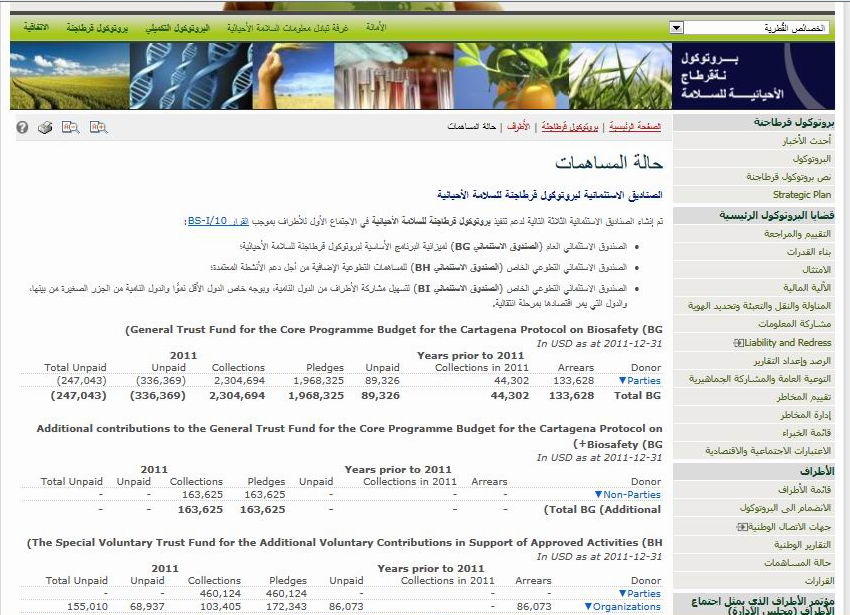 الخصائص القُطرية
الأمانة
غرفة تبادل معلومات السلامة الأحيائية
البروتوكول التكميلي
بروتوكول قرطاجنة
الاتفاقية
بـــروتوكول
نـةقرطـاج
الأحيائيــــة للســـلامة
الصفحة الرئيسية | بروتوكول قرطاجنة | الأطراف | حالة المساهمات
حالة المساهمات
الصناديق الاستئمانية لبروتوكول قرطاجنة للسلامة الأحيائية
تم إنشاء الصناديق الاستئمانية الثلاثة التالية لدعم تنفيذ بروتوكول قرطاجنة للسلامة الأحيائية في الاجتماع الأول للأطراف بموجب القرار BS-I/10:
الصندوق الاستئماني العام (الصندوق الاستئماني BG) لميزانية البرنامج الأساسية لبروتوكول قرطاجنة للسلامة الأحيائية؛
الصندوق الاستئماني التطوعي الخاص (الصندوق الاستئماني BH) للمساهمات التطوعية الإضافية من أجل دعم الأنشطة المعتمدة؛
الصندوق الاستئماني التطوعي الخاص (الصندوق الاستئماني BI) لتسهيل مشاركة الأطراف من الدول النامية، وبوجه خاص الدول الأقل نموًا والدول النامية من الجزر الصغيرة من بينها،
والدول التي يمر اقتصادها بمرحلة انتقالية.
(General Trust Fund for the Core Programme Budget for the Cartagena Protocol on Biosafety (BG
In USD as at 2011-12-31
2011 Years prior to 2011
Total Unpaid Unpaid Collections Pledges Unpaid Collections in 2011 Arrears Donor
(247,043) (336,369) 2,304,694 1,968,325 89,326 44,302 133,628 ▼Parties
(247,043) (336,369) 2,304,694 1,968,325 89,326 44,302 133,628 Total BG
Additional contributions to the General Trust Fund for the Core Programme Budget for the Cartagena Protocol on
(+Biosafety (BG
In USD as at 2011-12-31
2011 Years prior to 2011
Total Unpaid Unpaid Collections Pledges Unpaid Collections in 2011 Arrears Donor
- - 163,625 163,625 - - - ▼Non-Parties
- - 163,625 163,625 - - - (Total BG (Additional
(The Special Voluntary Trust Fund for the Additional Voluntary Contributions in Support of Approved Activities (BH
In USD as at 2011-12-31
2011 Years prior to 2011
Total Unpaid Unpaid Collections Pledges Unpaid Collections in 2011 Arrears Donor
- - 460,124 460,124 - - - ▼Parties
155,010 68,937 103,405 172,343 86,073 - 86,073 ▼Organizations
بروتوكول قرطاجنة
أحدث الأخبار
البروتوكول
نص بروتوكول قرطاجنة
Strategic Plan
قضايا البروتوكول الرئيسية
التقييم والمراجعة
بناء القدرات
الامتثال
الآلية المالية
المناولة والنقل والتعبئة وتحديد الهوية
مشاركة المعلومات
Liability and Redress
الرصد وإعداد التقارير
التوعية العامة والمشاركة الجماهيرية
تقييم المخاطر
إدارة المخاطر
قائمة الخبراء
الاعتبارات الاجتماعية والاقتصادية
الأطراف
قائمة الأطراف
الانضمام الى البروتوكول
جهات الاتصال الوطنية
التقارير الوطنية
حالة المساهمات
القرارات
مؤتمر الأطراف الذي يمثل اجتماع
الأطراف (مجلس الإدارة)